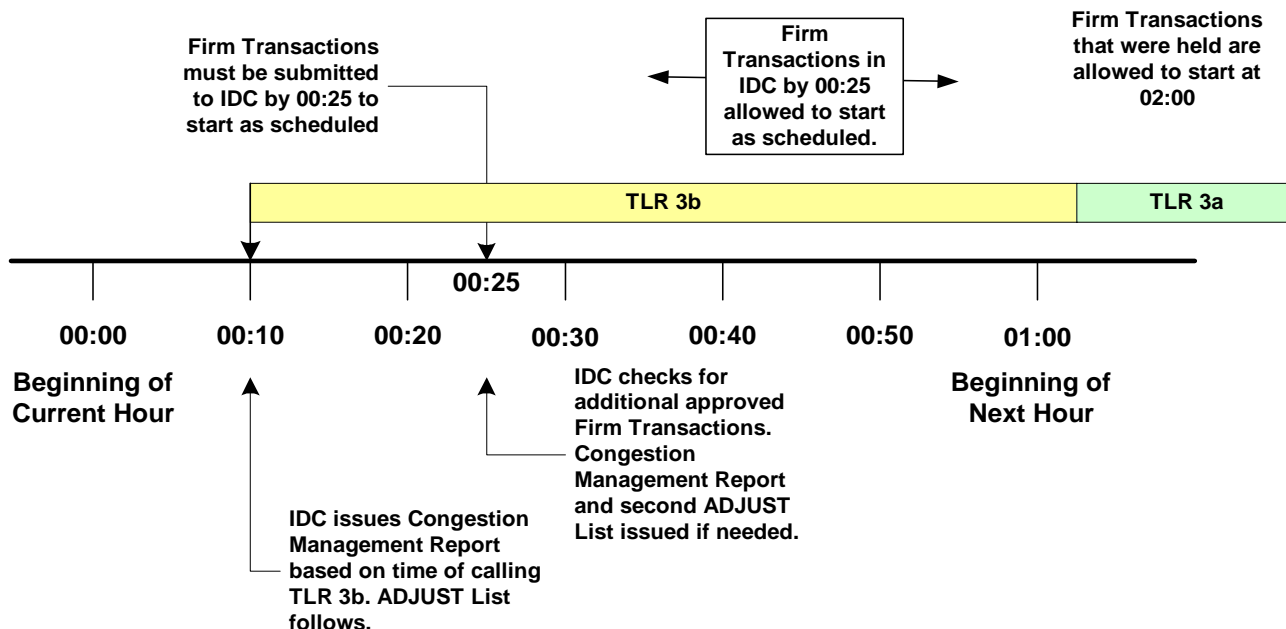 Firm Transactions
must be submitted
to IDC by 00:25 to
start as scheduled
Firm
Transactions in
IDC by 00:25
allowed to start
as scheduled.
Firm Transactions
that were held are
allowed to start at
02:00
TLR 3b
TLR 3a
00:25
00:00
00:10
00:20
00:30
00:40
00:50
01:00
Beginning of
Current Hour
Beginning of
Next Hour
IDC checks for
additional approved
Firm Transactions.
Congestion
Management Report
and second ADJUST
List issued if needed.
IDC issues Congestion
Management Report
based on time of calling
TLR 3b. ADJUST List
follows.